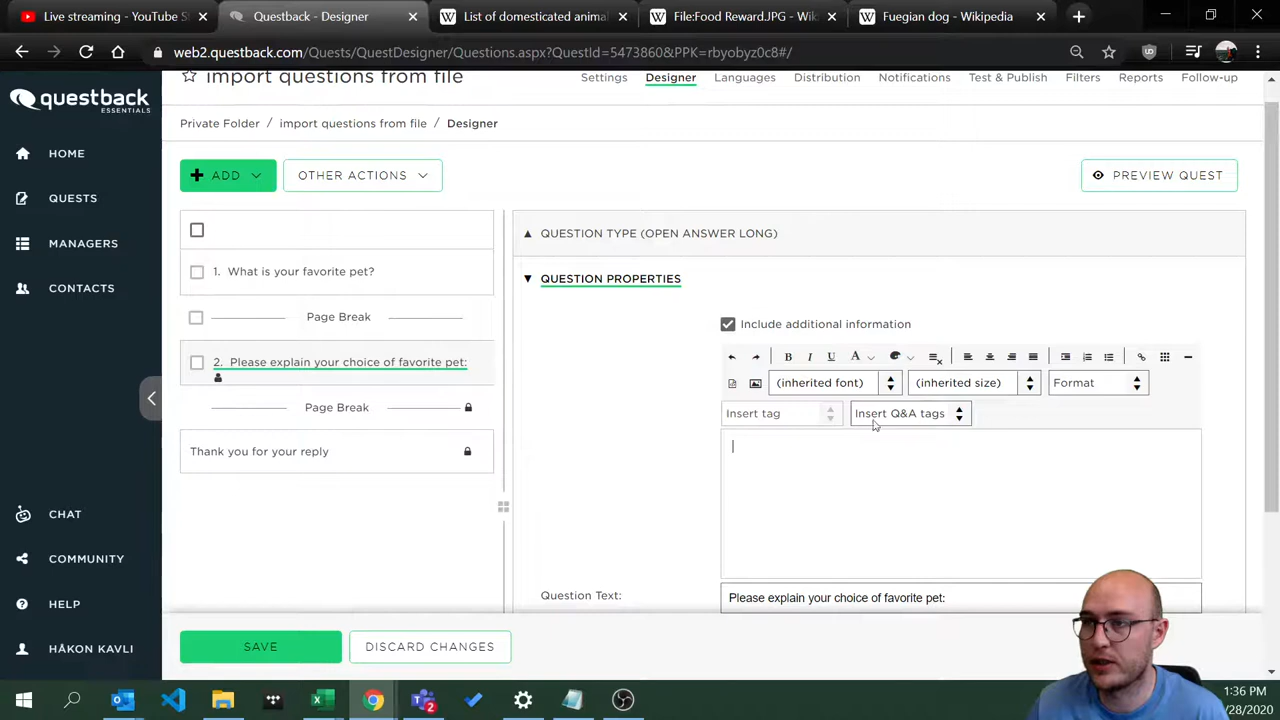 Live streaming - YouTube S
Questback - Designer
List of domesticated animal
File:Food Reward.JPG - Wik
Fuegian dog - Wikipedia
web2.questback.com/Quests/QuestDesigner/Questions.aspx?QuestId=5473860&PPK=rbyobyz0c8#/
questback
ESSENTIALS
HOME
QUESTS
MANAGERS
CONTACTS
CHAT
COMMUNITY
HELP
HÅKON KAVLI
import questions from file
Settings
Designer
Languages
Distribution
Notifications
Test & Publish
Filters
Reports
Follow-up
Private Folder / import questions from file / Designer
ADD
OTHER ACTIONS
PREVIEW QUEST
1. What is your favorite pet?
Page Break
2. Please explain your choice of favorite pet:
Page Break
Thank you for your reply
QUESTION TYPE (OPEN ANSWER LONG)
QUESTION PROPERTIES
Include additional information
B I U A
(inherited font)
(inherited size)
Format
Insert tag
Insert Q&A tags
Question Text:
Please explain your choice of favorite pet:
SAVE
DISCARD CHANGES
2
1:36 PM
/28/2020